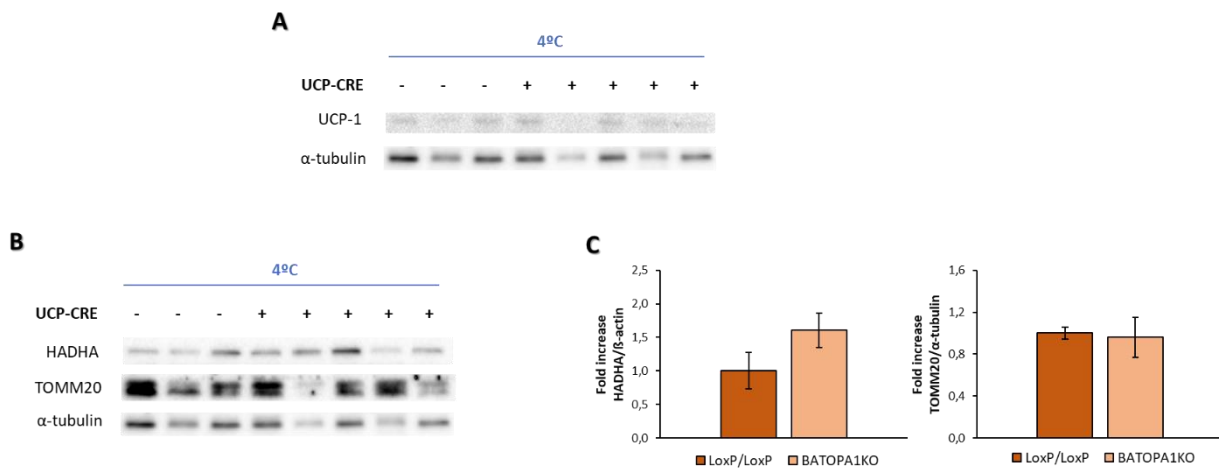 A
4ºC
UCP-CRE - - - + + + + +
UCP-1
α-tubulin
B
4ºC
UCP-CRE - - - + + + + +
HADHA
TOMM20
α-tubulin
C
Fold increase
HADHA/ß-actin
2,5
2,0
1,5
1,0
0,5
0,0
LoxP/LoxP BATOPA1KO
Fold increase
TOMM20/α-tubulin
1,6
1,2
0,8
0,4
0,0
LoxP/LoxP BATOPA1KO